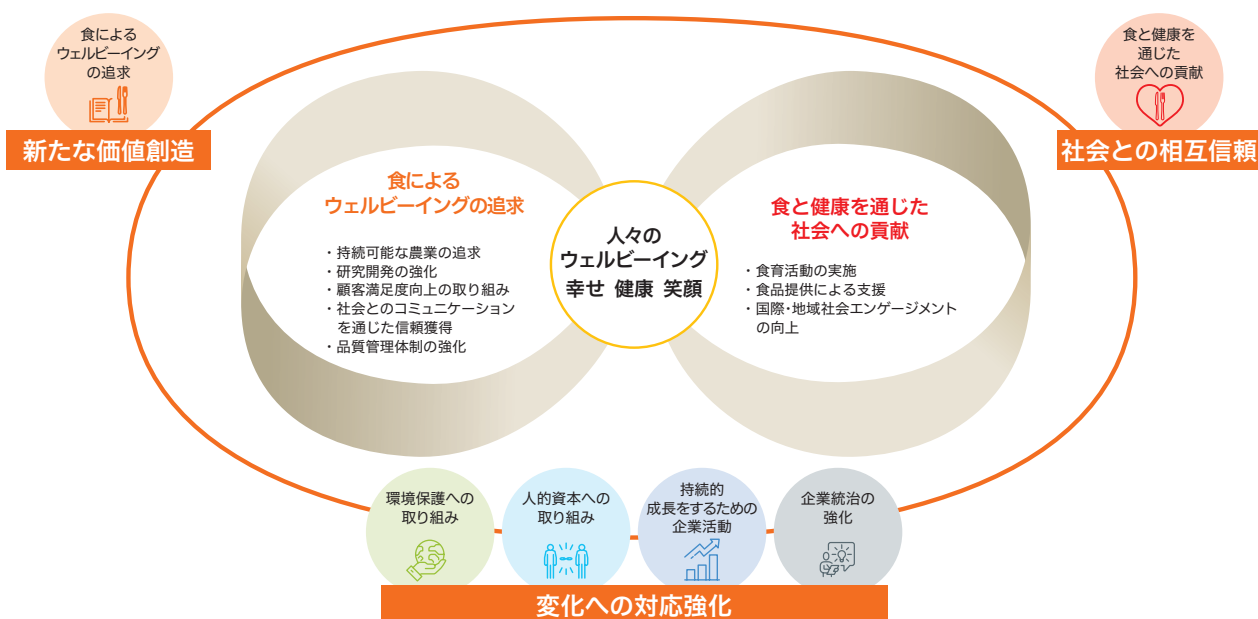 食による
ウェルビーイング
の追求
新たな価値創造
食と健康を
通じた
社会への貢献
社会との相互信頼
食による
ウェルビーイングの追求
・持続可能な農業の追求
・研究開発の強化
・顧客満足度向上の取り組み
・社会とのコミュニケーション
を通じた信頼獲得
・品質管理体制の強化
人々の
ウェルビーイング
幸せ 健康 笑顔
食と健康を通じた
社会への貢献
・食育活動の実施
・食品提供による支援
・国際・地域社会エンゲージメント
の向上
環境保護への
取り組み
人的資本への
取り組み
持続的
成長をするための
企業活動
企業統治の
強化
変化への対応強化